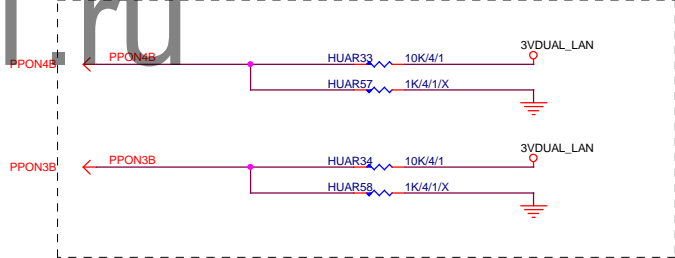 3VDUAL_LAN
PPON4B PPON4B HUAR33 10K/4/1
HUAR57 1K/4/1/X
3VDUAL_LAN
PPON3B PPON3B HUAR34 10K/4/1
HUAR58 1K/4/1/X